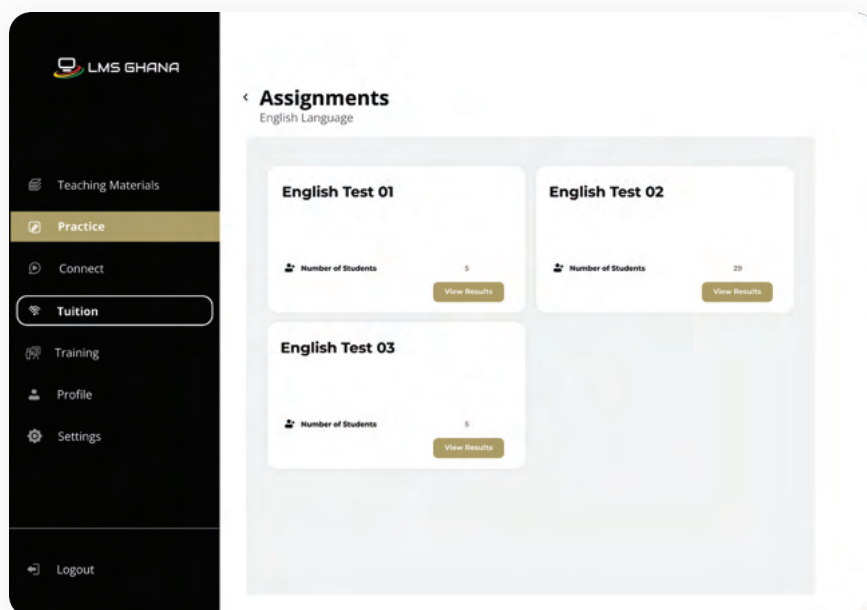 LMS GHANA
Teaching Materials
Practice
Connect
Tuition
Training
Profile
Settings
Logout
Assignments
English Language
English Test 01
Number of Students 5
View Results
English Test 02
Number of Students 29
View Results
English Test 03
Number of Students 5
View Results